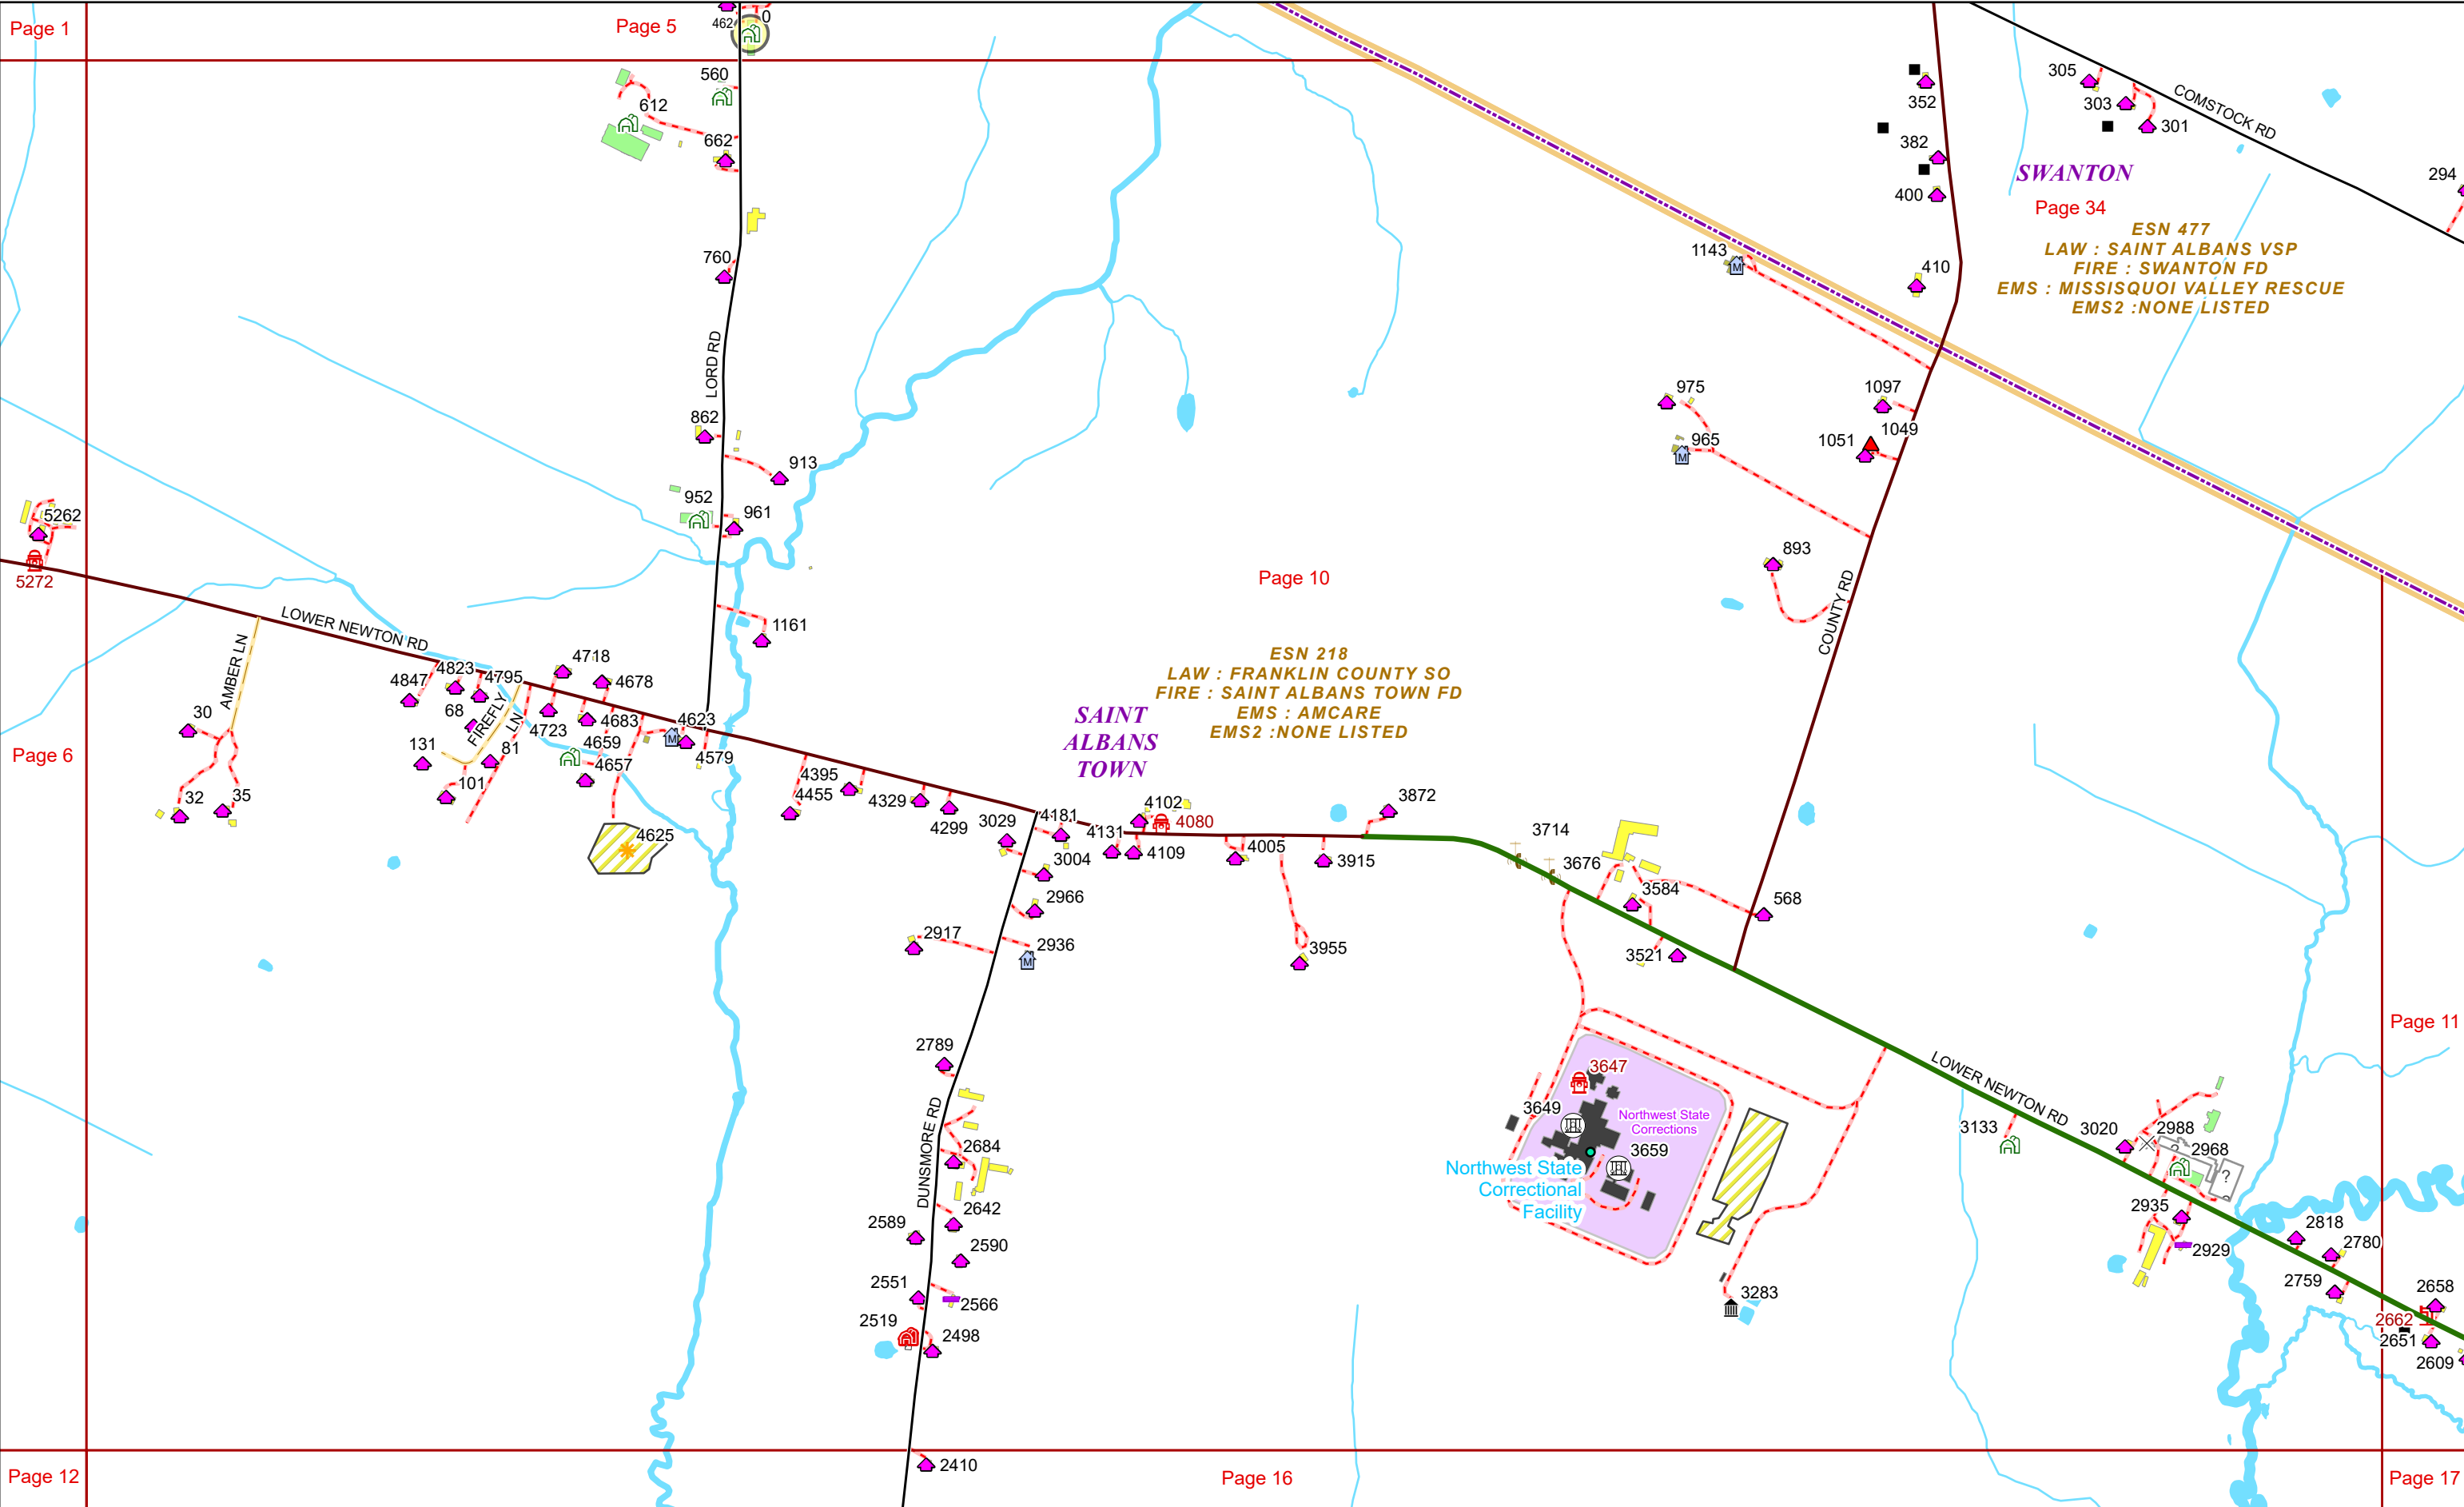 Page 1
Page 5
462
0
560
612
662
760
LORD RD
862
913
952
961
1161
305
303
301
COMSTOCK RD
352
382
400
410
294
SWANTON
Page 34
ESN 477
LAW : SAINT ALBANS VSP
FIRE : SWANTON FD
EMS : MISSISQUOI VALLEY RESCUE
EMS2 :NONE LISTED
1143
M
975
965
M
1097
1051
1049
893
COUNTY RD
Page 10
5262
5272
LOWER NEWTON RD
AMBER LN
30
32
35
Page 6
4847
4823
4795
68
FIREFLY LN
131
101
81
4718
4678
4723
4683
4659
4657
4623
M
4579
4625
ESN 218
LAW : FRANKLIN COUNTY SO
FIRE : SAINT ALBANS TOWN FD
EMS : AMCARE
EMS2 :NONE LISTED
SAINT
ALBANS
TOWN
4395
4455
4329
4299
3029
4181
4131
4102
4080
4109
3004
2966
2917
2936
M
4005
3915
3872
3955
3714
3676
3584
568
3521
2789
DUNSMORE RD
2684
2642
2589
2590
2551
2566
2519
2498
3647
3649
Northwest State
Corrections
3659
Northwest State
Correctional
Facility
3283
LOWER NEWTON RD
Page 11
3133
3020
2988
2968
?
?
2935
2929
2818
2780
2759
2658
2662
2651
2609
Page 12
2410
Page 16
Page 17